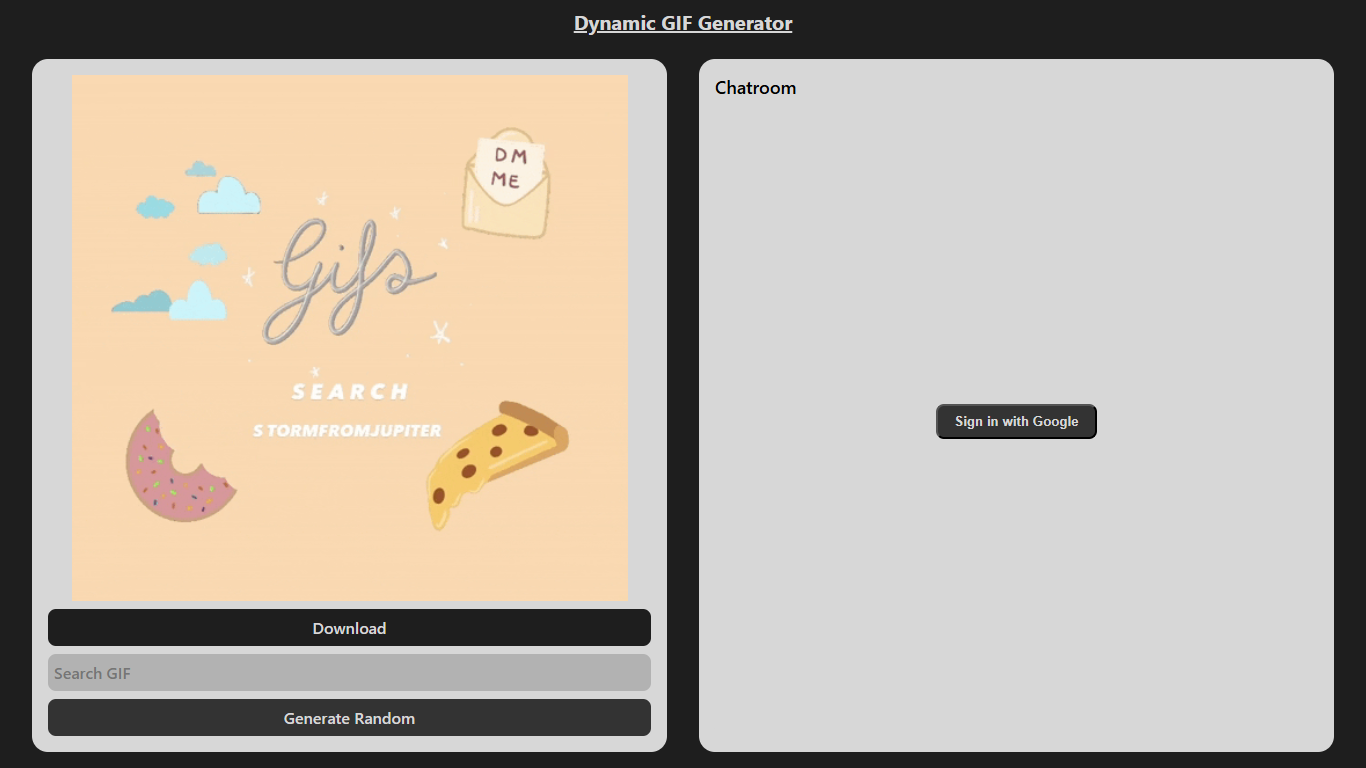 Dynamic GIF Generator
Chatroom
DM
ME
Gifs
SEARCH
STORMFROMJUPITER
Download
Search GIF
Generate Random
Sign in with Google